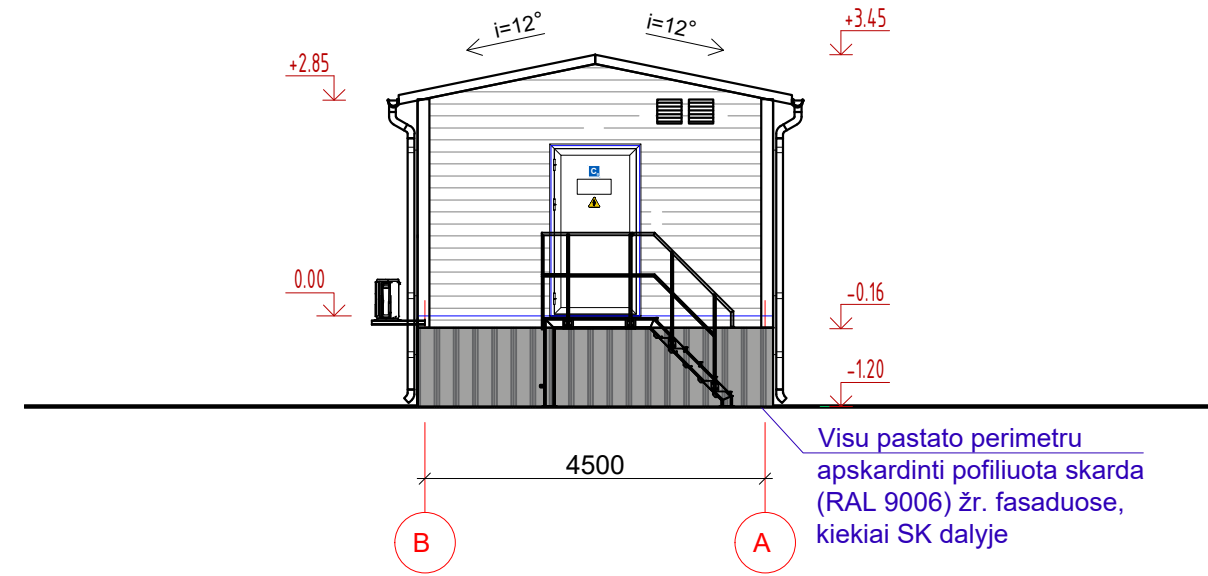 i=12°
i=12°
+3.45
+2.85
C
0.00
-0.16
-1.20
4500
Visu pastato perimetru
apskardinti pofiliuota skarda
(RAL 9006) žr. fasaduose,
kiekiai SK dalyje
B
A